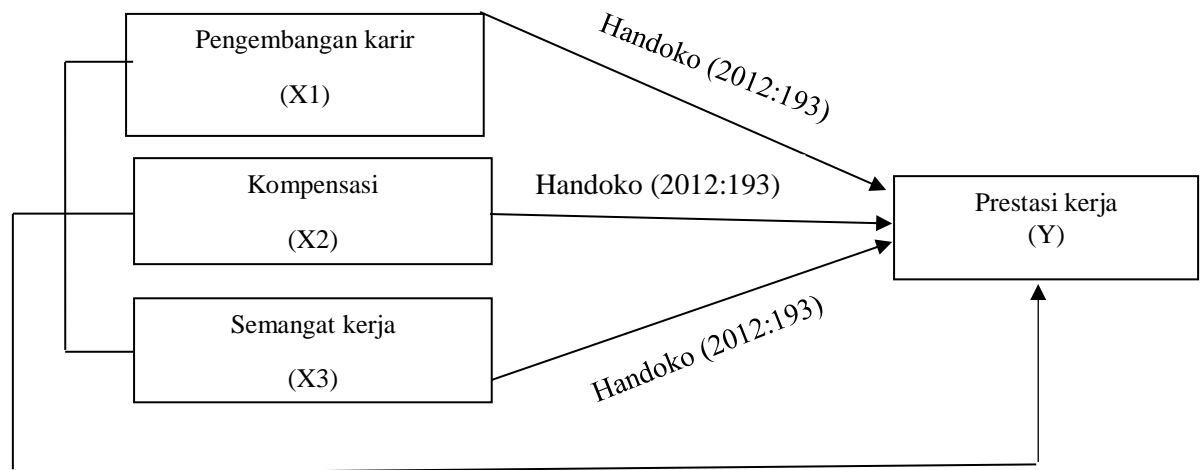 Pengembangan karir
(X1)
Handoko (2012:193)
Kompensasi
(X2)
Handoko (2012:193)
Prestasi kerja
(Y)
Semangat kerja
(X3)
Handoko (2012:193)